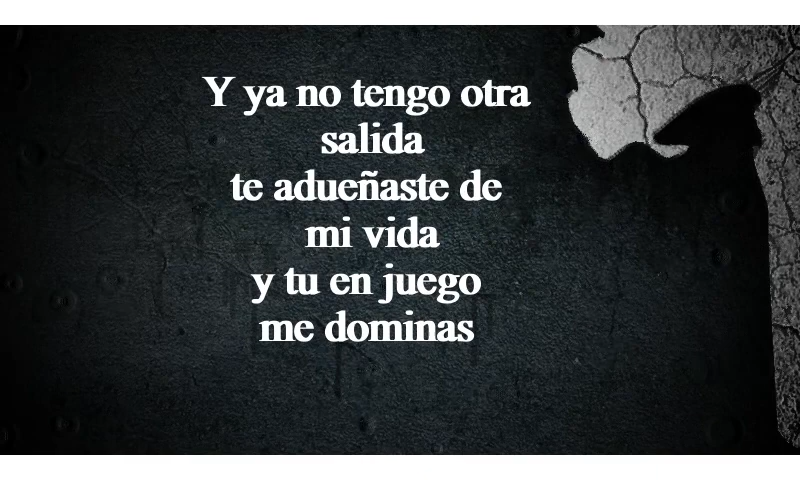 Y ya no tengo otra
salida
te adueñaste de
mi vida
y tu en juego
me dominas